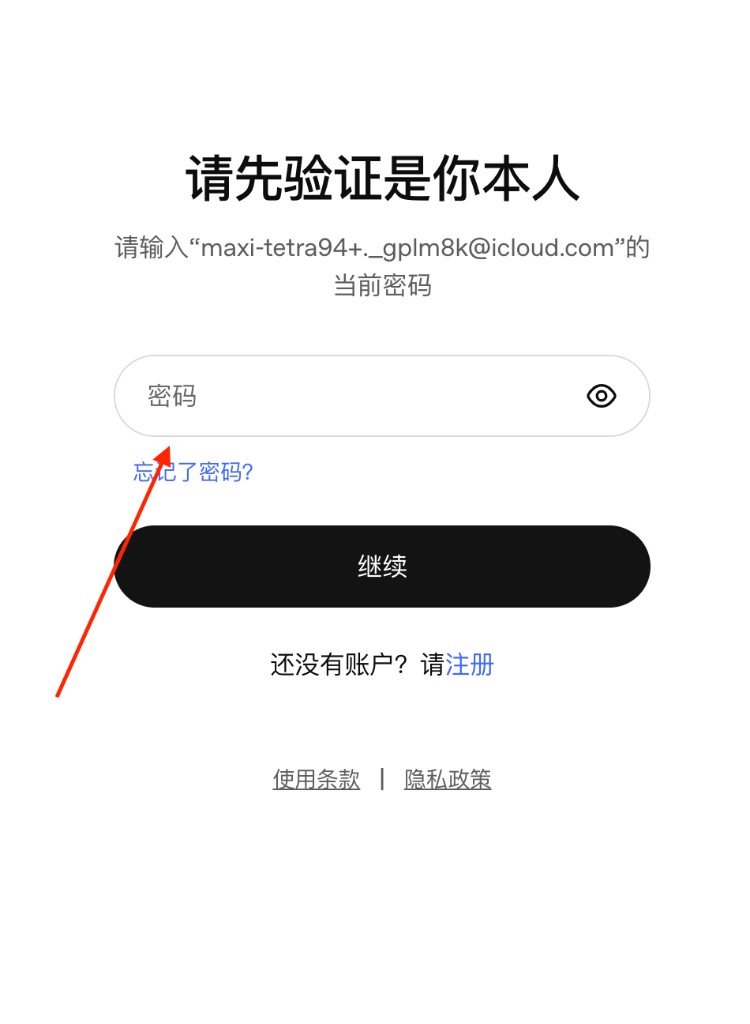 请先验证是你本人
请输入“maxi-tetra94+._gplm8k@icloud.com”的
当前密码
密码
忘记了密码?
继续
还没有账户？请注册
使用条款 | 隐私政策